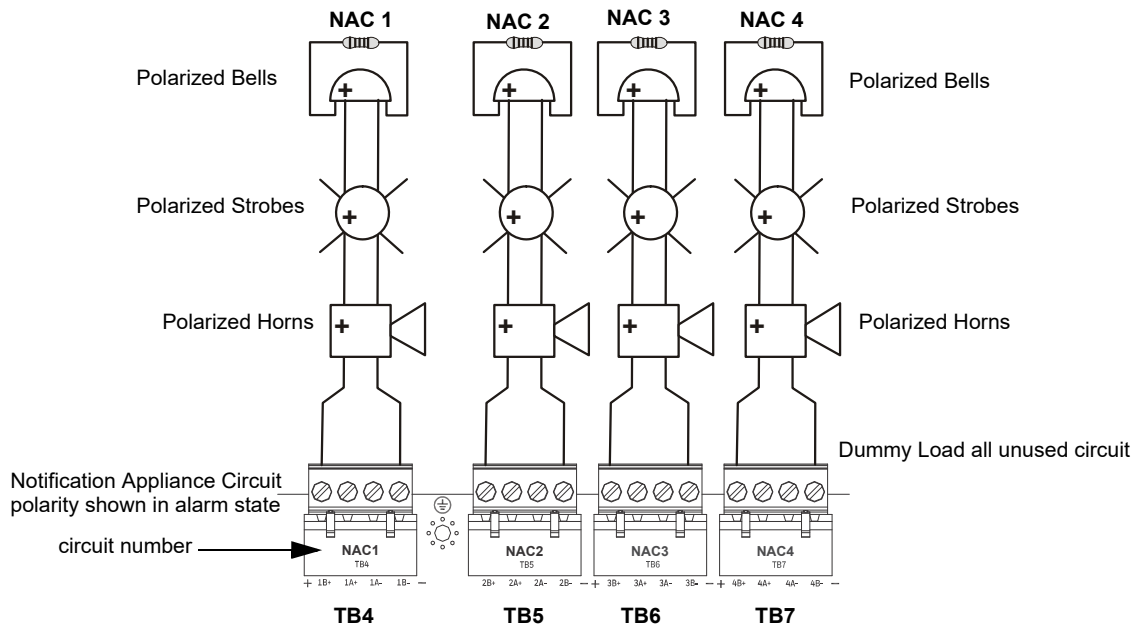 NAC 1
NAC 2
NAC 3
NAC 4
Polarized Bells
+
+
+
+
Polarized Bells
Polarized Strobes
+
+
+
+
Polarized Strobes
Polarized Horns
+
+
+
+
Polarized Horns
Dummy Load all unused circuit
Notification Appliance Circuit
polarity shown in alarm state
circuit number
NAC1
TB4
NAC2
TB5
NAC3
TB6
NAC4
TB7
+ 1B+ 1A+ 1A- 1B- —
2B+ 2A+ 2A- 2B- —
+ 3B+ 3A+ 3A- 3B- —
+ 4B+ 4A+ 4A- 4B- —
TB4
TB5
TB6
TB7